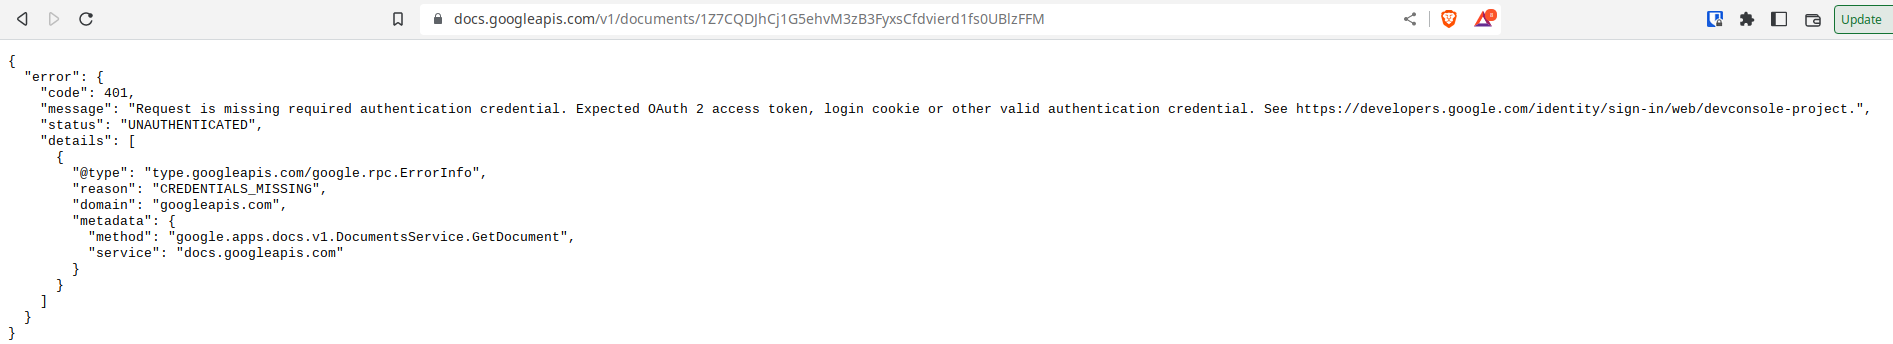 docs.googleapis.com/v1/documents/1Z7CQDJhCj1G5ehvM3zB3FyxsCfdvierd1fs0UBlzFFM
Update
{
  "error": {
    "code": 401,
    "message": "Request is missing required authentication credential. Expected OAuth 2 access token, login cookie or other valid authentication credential. See https://developers.google.com/identity/sign-in/web/devconsole-project.",
    "status": "UNAUTHENTICATED",
    "details": [
      {
        "@type": "type.googleapis.com/google.rpc.ErrorInfo",
        "reason": "CREDENTIALS_MISSING",
        "domain": "googleapis.com",
        "metadata": {
          "method": "google.apps.docs.v1.DocumentsService.GetDocument",
          "service": "docs.googleapis.com"
        }
      }
    ]
  }
}